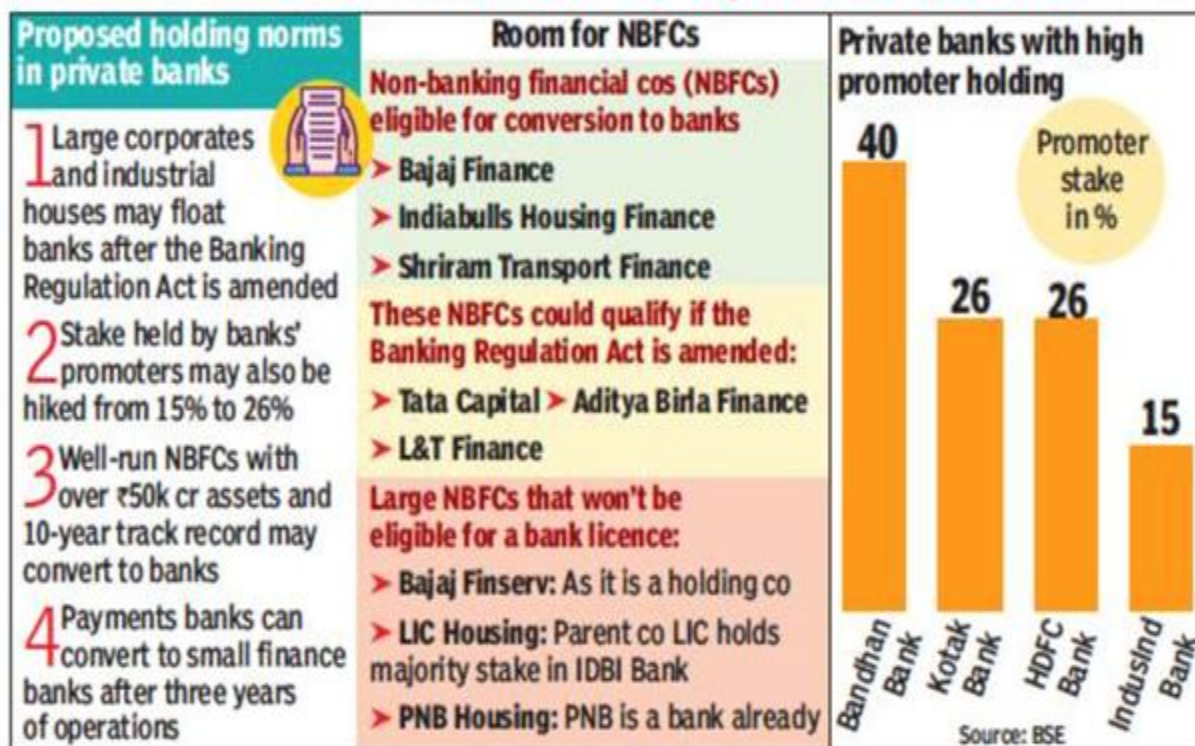 Proposed holding norms
in private banks
1 Large corporates
and industrial
houses may float
banks after the Banking
Regulation Act is amended
2 Stake held by banks'
promoters may also be
hiked from 15% to 26%
3 Well-run NBFCs with
over ₹50k cr assets and
10-year track record may
convert to banks
4 Payments banks can
convert to small finance
banks after three years
of operations
Room for NBFCs
Non-banking financial cos (NBFCs)
eligible for conversion to banks
➤ Bajaj Finance
➤ Indiabulls Housing Finance
➤ Shriram Transport Finance
These NBFCs could qualify if the
Banking Regulation Act is amended:
➤ Tata Capital ➤ Aditya Birla Finance
➤ L&T Finance
Large NBFCs that won't be
eligible for a bank licence:
➤ Bajaj Finserv: As it is a holding co
➤ LIC Housing: Parent co LIC holds
majority stake in IDBI Bank
➤ PNB Housing: PNB is a bank already
Private banks with high
promoter holding
Promoter
stake
in %
40
26
26
15
Bandhan
Bank
Kotak
Bank
HDFC
Bank
IndusInd
Bank
Source: BSE